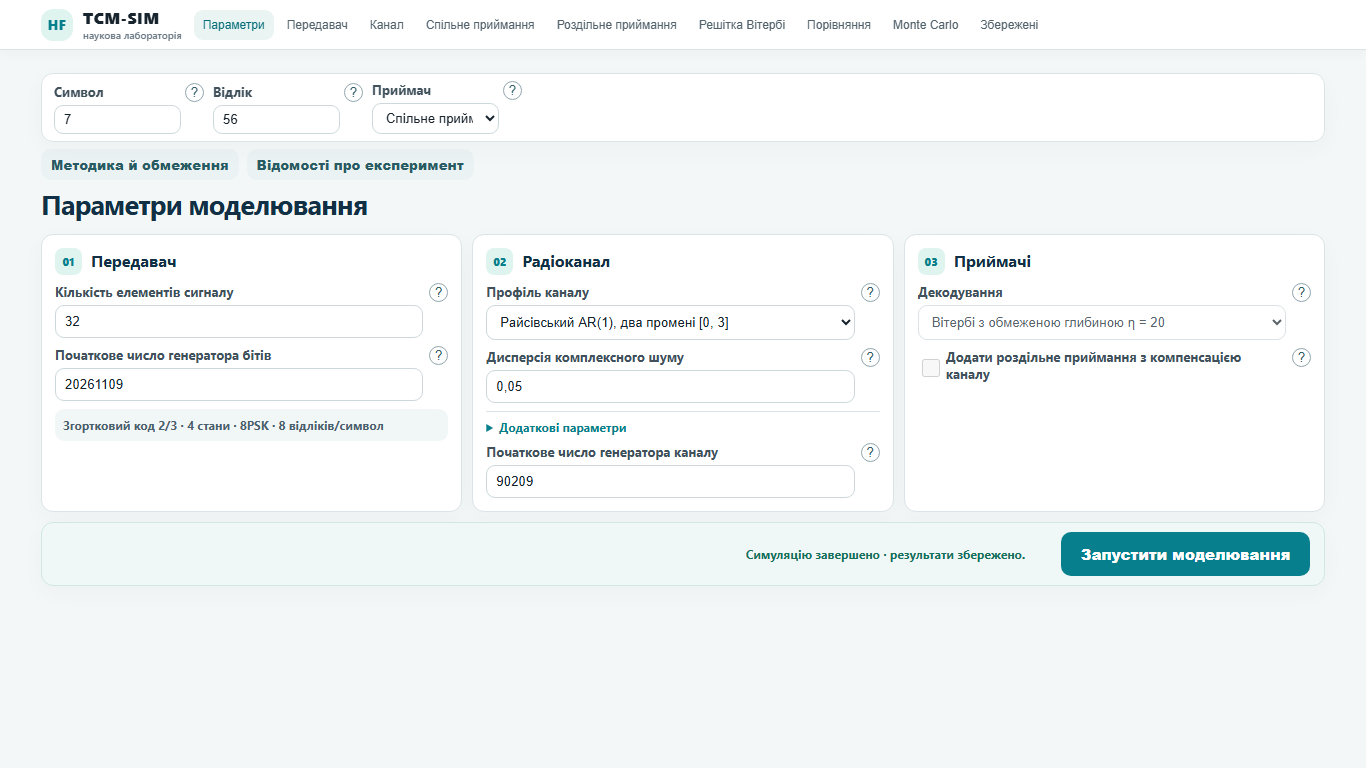 HF
TCM-SIM
наукова лабораторія
Параметри
Передавач
Канал
Спільне приймання
Роздільне приймання
Решітка Вітербі
Порівняння
Monte Carlo
Збережені
Символ
?
Відлік
?
Приймач
?
7
56
Спільне прийм
Методика й обмеження
Відомості про експеримент
Параметри моделювання
01
Передавач
Кількість елементів сигналу
?
32
Початкове число генератора бітів
?
20261109
Згортковий код 2/3 · 4 стани · 8PSK · 8 відліків/символ
02
Радіоканал
Профіль каналу
?
Райсівський AR(1), два промені [0, 3]
Дисперсія комплексного шуму
?
0,05
Додаткові параметри
Початкове число генератора каналу
?
90209
03
Приймачі
Декодування
?
Вітербі з обмеженою глибиною η = 20
Додати роздільне приймання з компенсацією
каналу
?
Симуляцію завершено · результати збережено.
Запустити моделювання